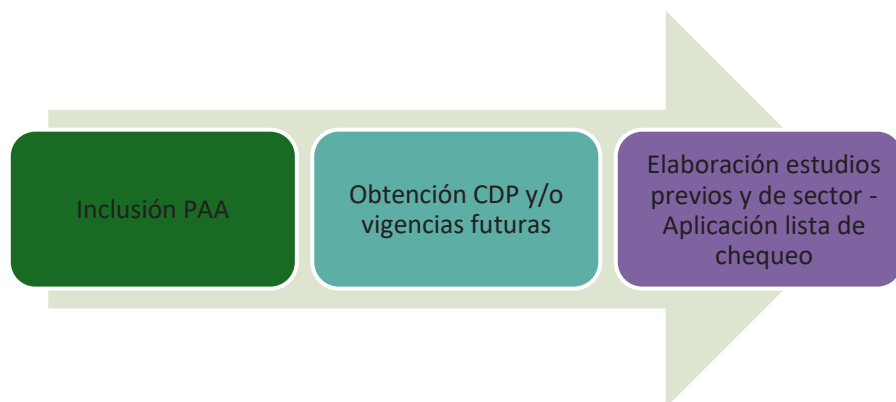 Inclusión PAA
Obtención CDP y/o
vigencias futuras
Elaboración estudios
previos y de sector -
Aplicación lista de
chequeo